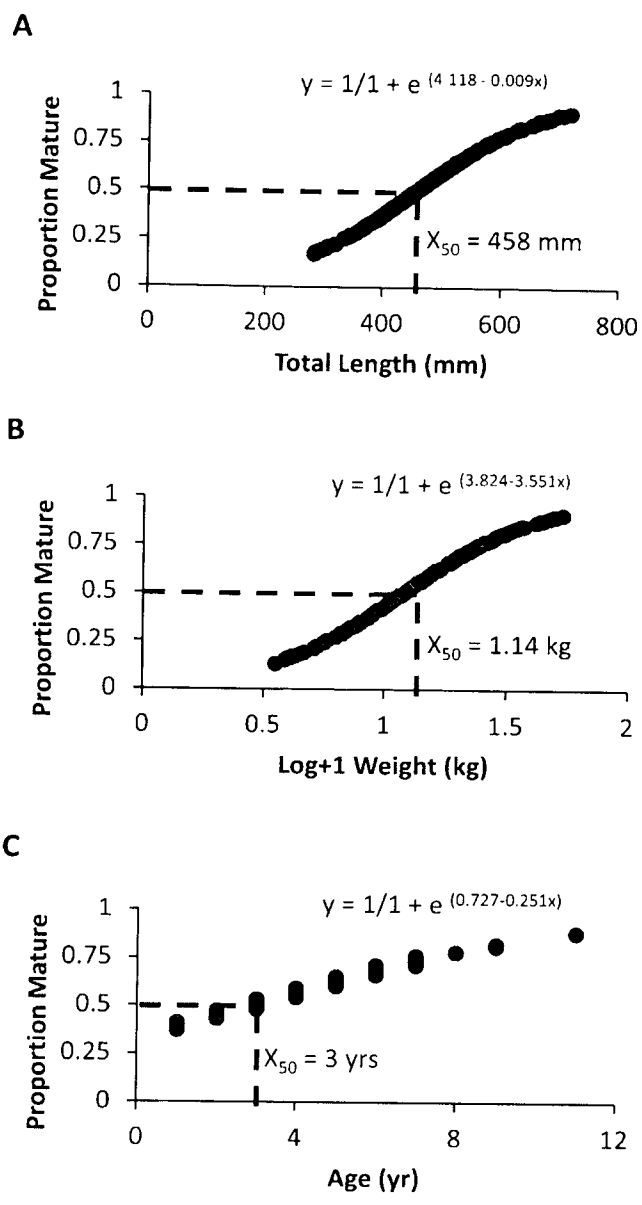 A
y = 1/1 + e (4 118 - 0.009x)
Proportion Mature
1
0.75
0.5
0.25
0
X50 = 458 mm
0 200 400 600 800
Total Length (mm)
B
y = 1/1 + e (3.824-3.551x)
Proportion Mature
1
0.75
0.5
0.25
0
X50 = 1.14 kg
0 0.5 1 1.5 2
Log+1 Weight (kg)
C
y = 1/1 + e (0.727-0.251x)
Proportion Mature
1
0.75
0.5
0.25
0
X50 = 3 yrs
0 4 8 12
Age (yr)